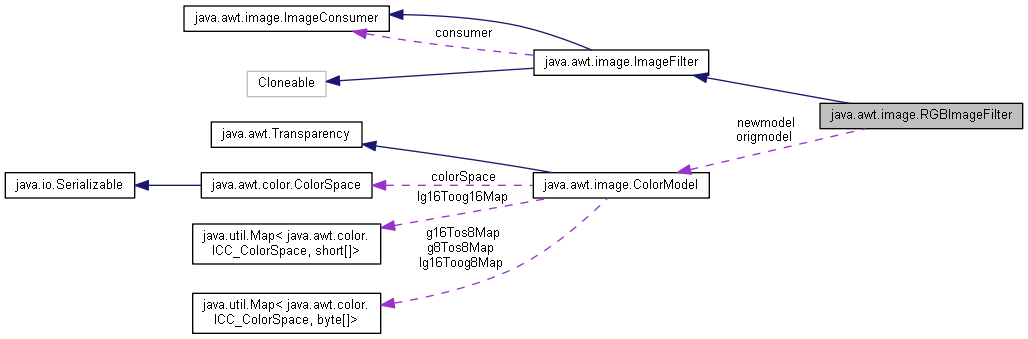 java.awt.image.ImageConsumer
consumer
java.awt.image.ImageFilter
Cloneable
java.awt.image.RGBImageFilter
newmodel
origmodel
java.awt.Transparency
java.io.Serializable
java.awt.color.ColorSpace
colorSpace
java.awt.image.ColorModel
lg16Toog16Map
java.util.Map< java.awt.color.
ICC_ColorSpace, short[]>
g16Tos8Map
g8Tos8Map
lg16Toog8Map
java.util.Map< java.awt.color.
ICC_ColorSpace, byte[]>